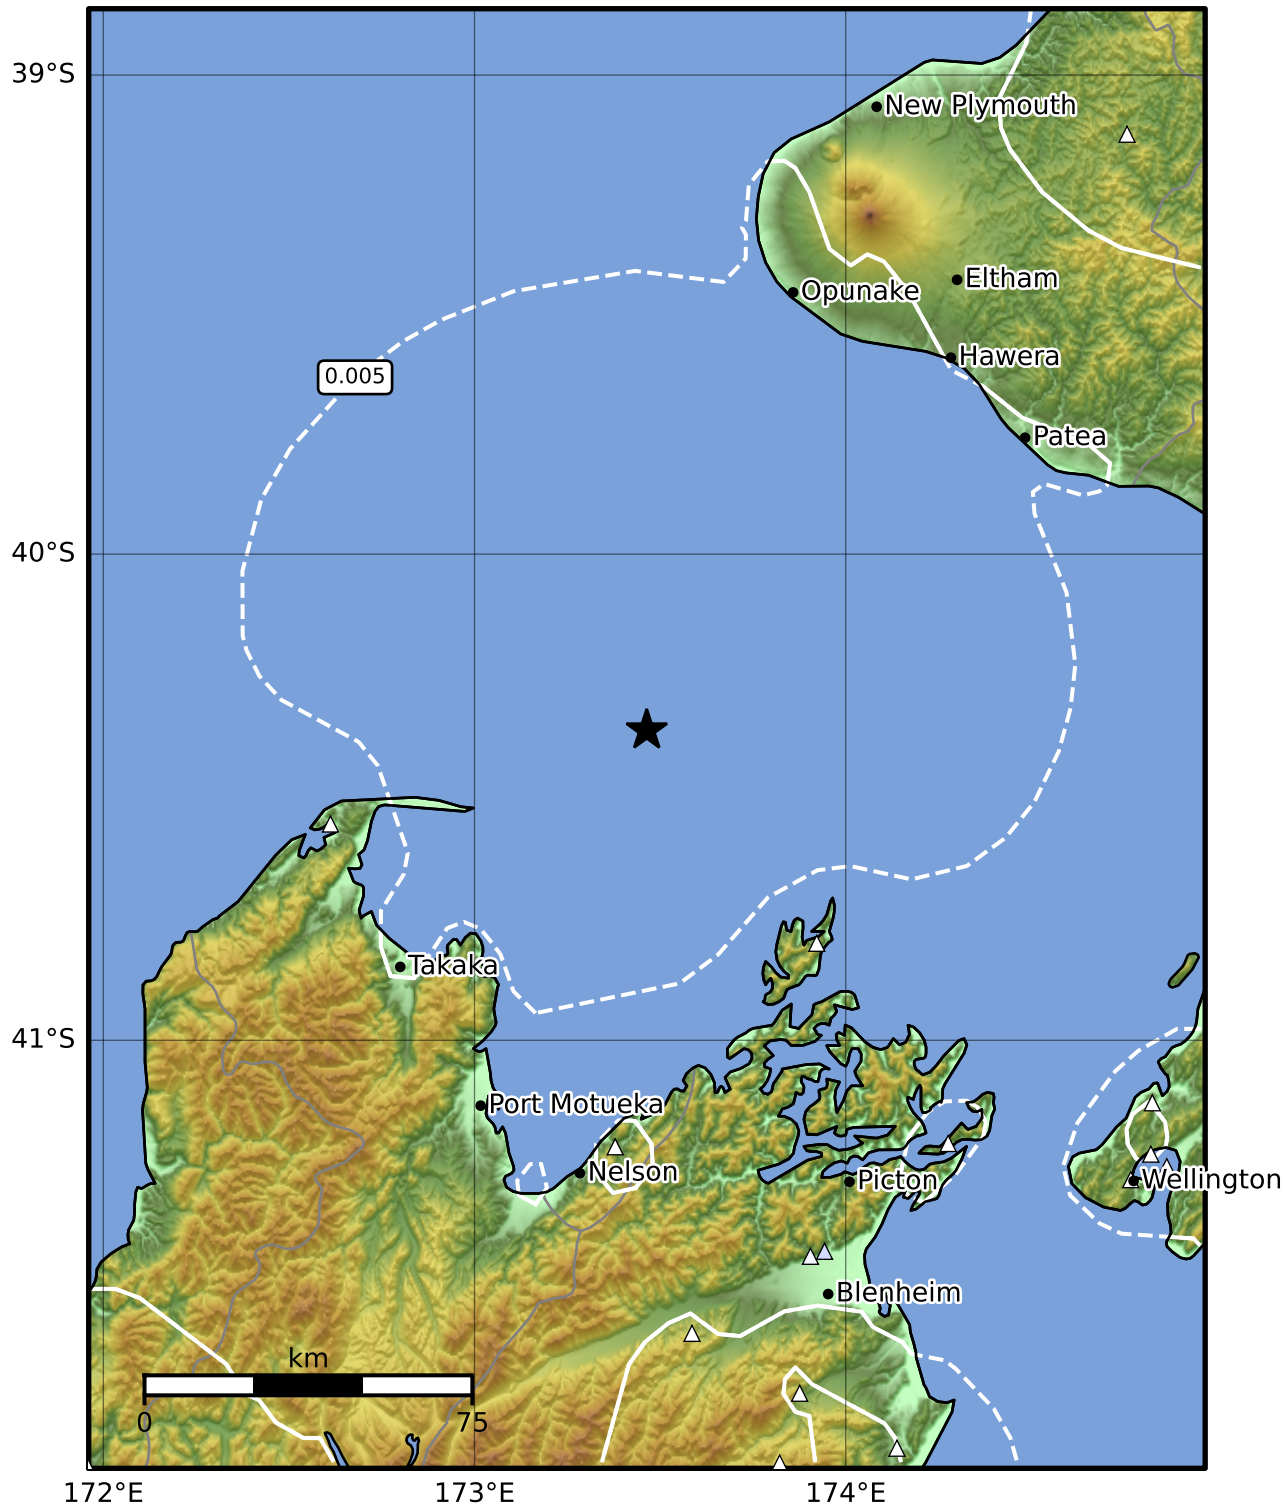 39°S
New Plymouth
Eltham
Opunake
Hawera
0.005
Patea
40°S
Takaka
41°S
Port Motueka
Nelson
Picton
Wellington
Blenheim
km
0
75
172°E
173°E
174°E